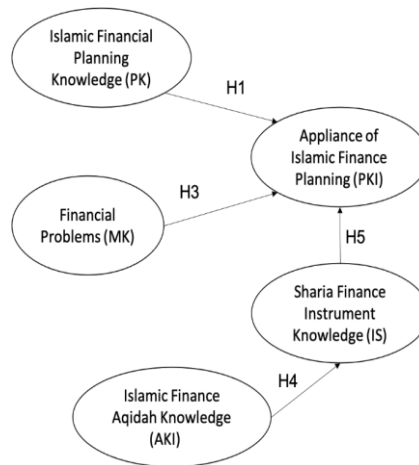 Islamic Financial
Planning
Knowledge (PK)
H1
Appliance of
Islamic Finance
Planning (PKI)
H3
Financial
Problems (MK)
H5
Sharia Finance
Instrument
Knowledge (IS)
H4
Islamic Finance
Aqidah Knowledge
(AKI)